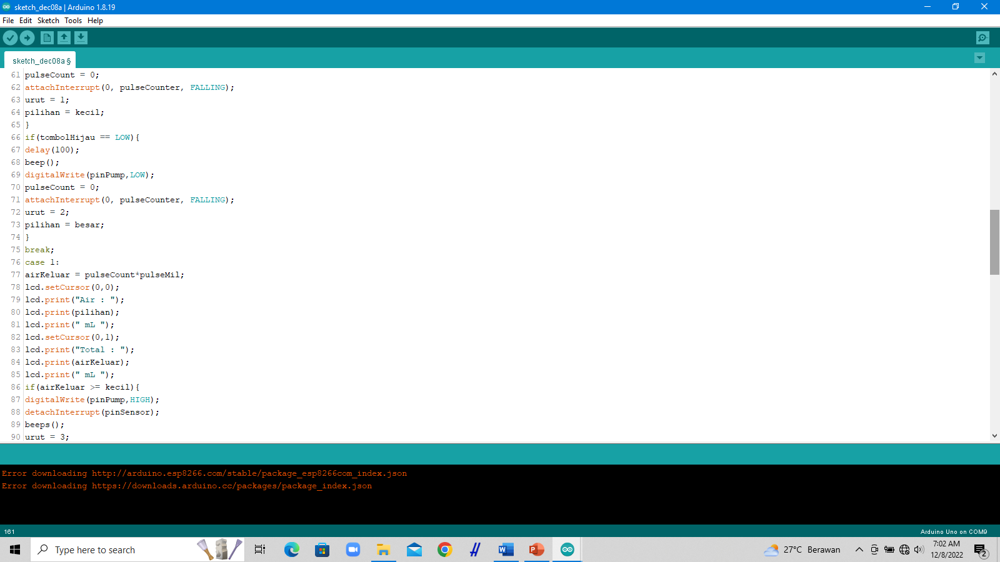 sketch_dec08a | Arduino 1.8.19
File Edit Sketch Tools Help
sketch_dec08a §
61 pulseCount = 0;
62 attachInterrupt(0, pulseCounter, FALLING);
63 urut = 1;
64 pilihan = kecil;
65 }
66 if(tombolHijau == LOW){
67 delay(100);
68 beep();
69 digitalWrite(pinPump,LOW);
70 pulseCount = 0;
71 attachInterrupt(0, pulseCounter, FALLING);
72 urut = 2;
73 pilihan = besar;
74 }
75 break;
76 case 1:
77 airKeluar = pulseCount*pulseMil;
78 lcd.setCursor(0,0);
79 lcd.print("Air : ");
80 lcd.print(pilihan);
81 lcd.print(" mL ");
82 lcd.setCursor(0,1);
83 lcd.print("Total : ");
84 lcd.print(airKeluar);
85 lcd.print(" mL ");
86 if(airKeluar >= kecil){
87 digitalWrite(pinPump,HIGH);
88 detachInterrupt(pinSensor);
89 beeps();
90 urut = 3;
Error downloading http://arduino.esp8266.com/stable/package_esp8266com_index.json
Error downloading https://downloads.arduino.cc/packages/package_index.json
161
Arduino Uno on COM9
Type here to search
27°C Berawan
7:02 AM
12/8/2022
2